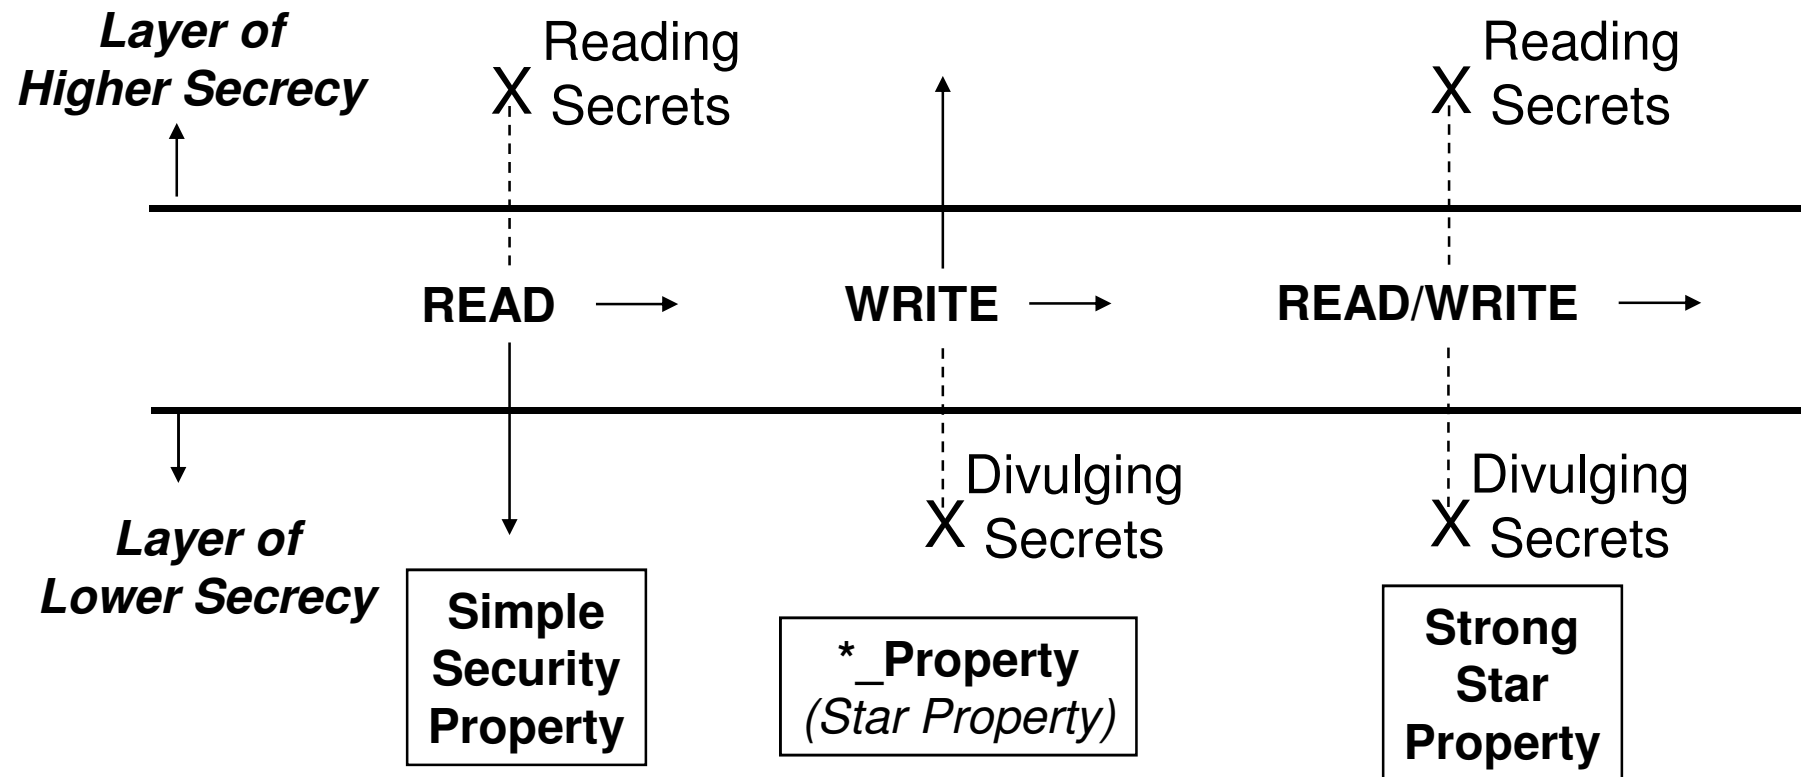 Layer of
Higher Secrecy
X
Reading
Secrets
X
Reading
Secrets
READ
WRITE
READ/WRITE
Layer of
Lower Secrecy
X
Divulging
Secrets
X
Divulging
Secrets
Simple
Security
Property
*_Property
(Star Property)
Strong
Star
Property